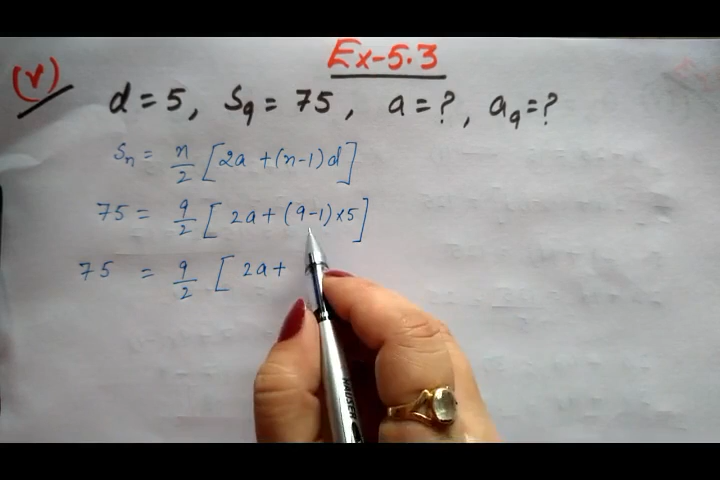 Ex-5.3
(v)
d = 5, S₉ = 75, a = ?, a₉ = ?
Sₙ = n/2 [2a + (n-1)d]
75 = 9/2 [2a + (9-1)×5]
75 = 9/2 [2a +
HAUSER